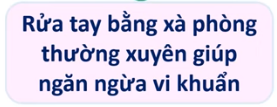 Rửa tay bằng xà phòng
thường xuyên giúp
ngăn ngừa vi khuẩn